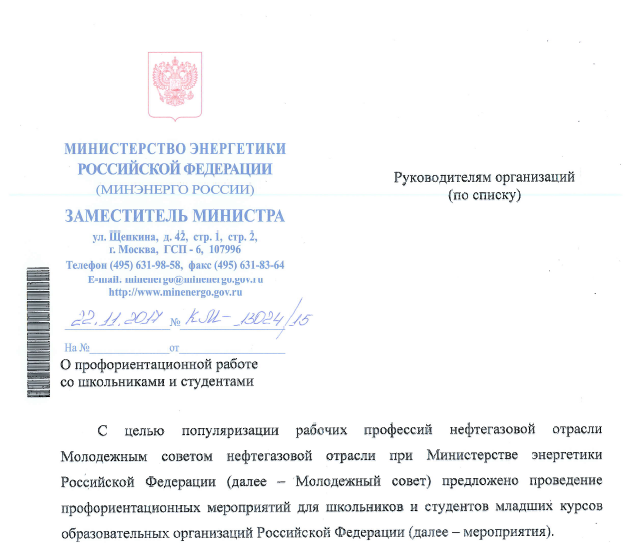 МИНИСТЕРСТВО ЭНЕРГЕТИКИ
РОССИЙСКОЙ ФЕДЕРАЦИИ
(МИНЭНЕРГО РОССИИ)
ЗАМЕСТИТЕЛЬ МИНИСТРА
ул. Щепкина, д. 42, стр. 1, стр. 2,
г. Москва, ГСП - 6, 107996
Телефон (495) 631-98-58, факс (495) 631-83-64
E-mail. minenergo@minenergo.gov.ru
http://www.minenergo.gov.ru
22.11.2017 № КМ-13024/15
На №____________от________________
Руководителям организаций
(по списку)
О профориентационной работе
со школьниками и студентами
С целью популяризации рабочих профессий нефтегазовой отрасли
Молодежным советом нефтегазовой отрасли при Министерстве энергетики
Российской Федерации (далее – Молодежный совет) предложено проведение
профориентационных мероприятий для школьников и студентов младших курсов
образовательных организаций Российской Федерации (далее – мероприятия).